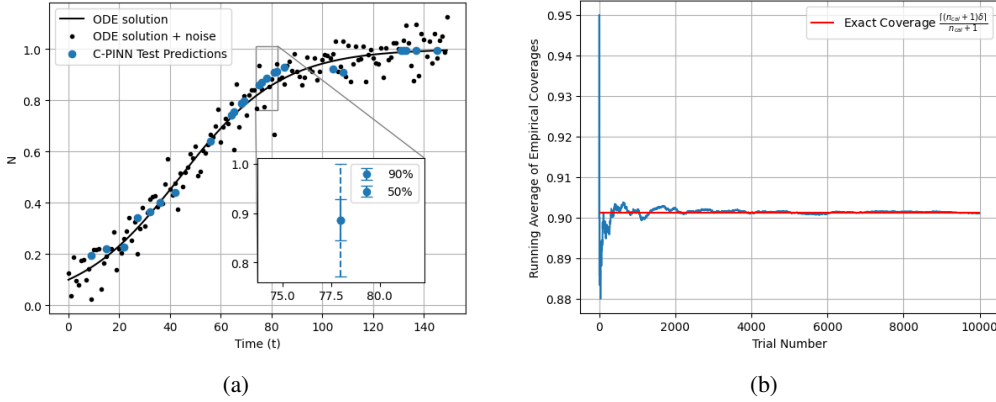 ODE solution
ODE solution + noise
C-PINN Test Predictions
N
1.0
0.8
0.6
0.4
0.2
0.0
90%
50%
1.0
0.9
0.8
75.0 77.5 80.0
0 20 40 60 80 100 120 140
Time (t)
(a)
Exact Coverage ⌈(n_cal+1)δ⌉/n_cal+1
Running Average of Empirical Coverages
0.95
0.94
0.93
0.92
0.91
0.90
0.89
0.88
0 2000 4000 6000 8000 10000
Trial Number
(b)